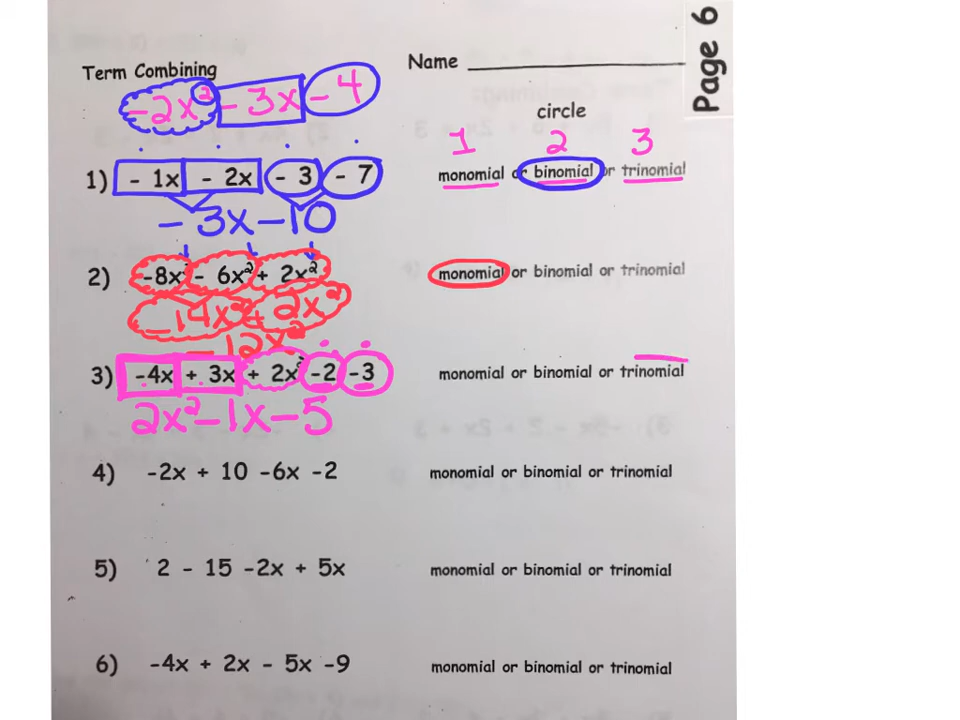 Page 6
Term Combining
Name
-2x² - 3x - 4
circle
1 2 3
1) - 1x - 2x - 3 - 7 monomial or binomial or trinomial
- 3x - 10
2) -8x² - 6x² + 2x² monomial or binomial or trinomial
- 14x² + 2x²
- 12x²
3) -4x + 3x + 2x² -2 -3 monomial or binomial or trinomial
2x² - 1x - 5
4) -2x + 10 -6x -2 monomial or binomial or trinomial
5) 2 - 15 -2x + 5x monomial or binomial or trinomial
6) -4x + 2x - 5x -9 monomial or binomial or trinomial